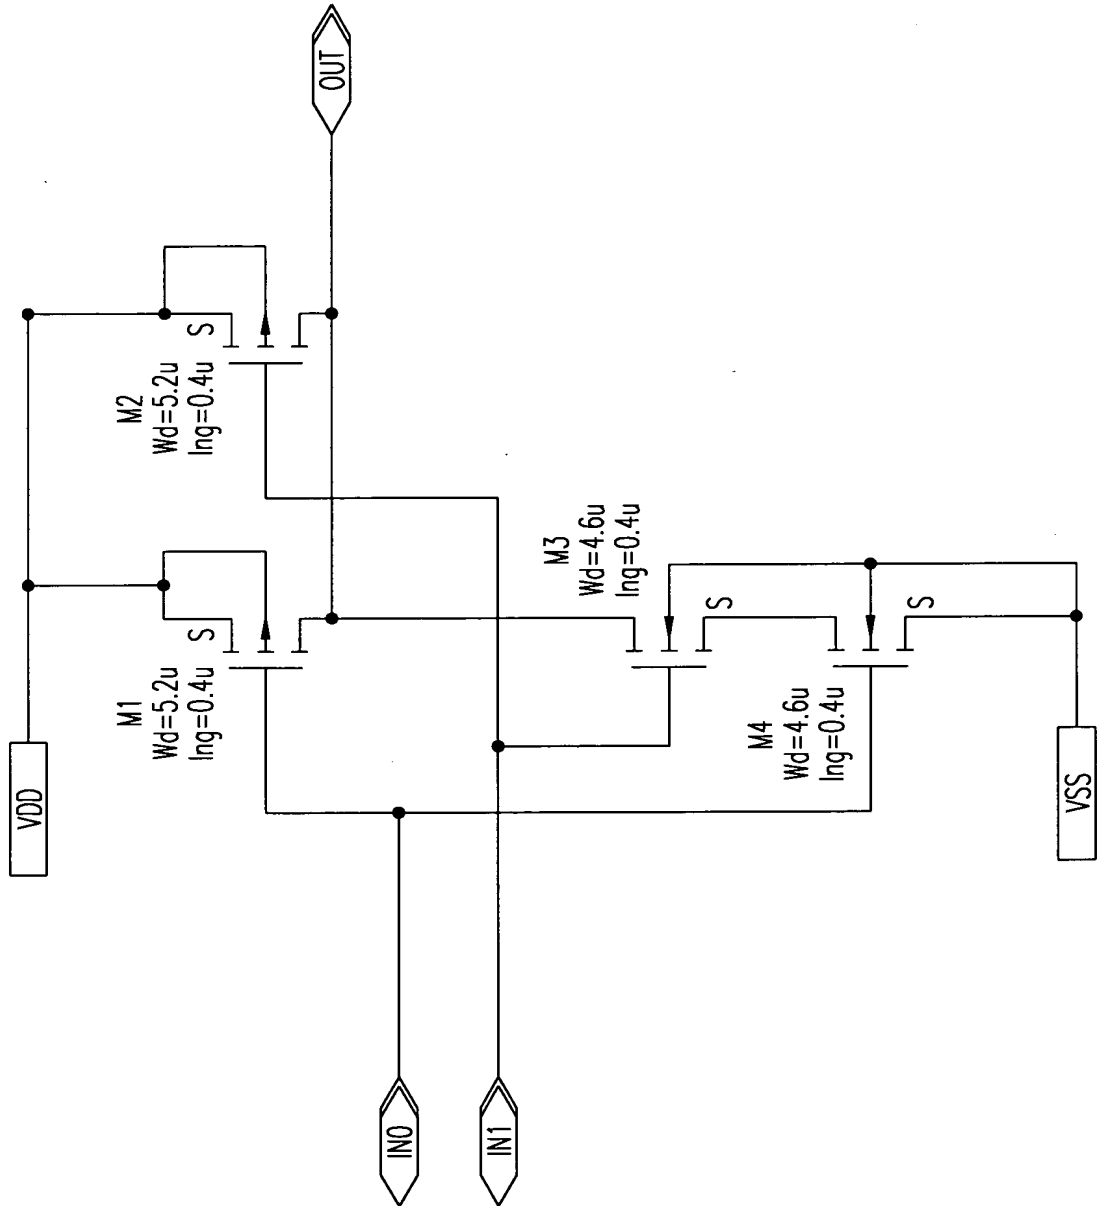 VDD
M1
Wd=5.2u
lng=0.4u
S
M2
Wd=5.2u
lng=0.4u
S
OUT
IN0
IN1
M3
Wd=4.6u
lng=0.4u
S
M4
Wd=4.6u
lng=0.4u
S
VSS